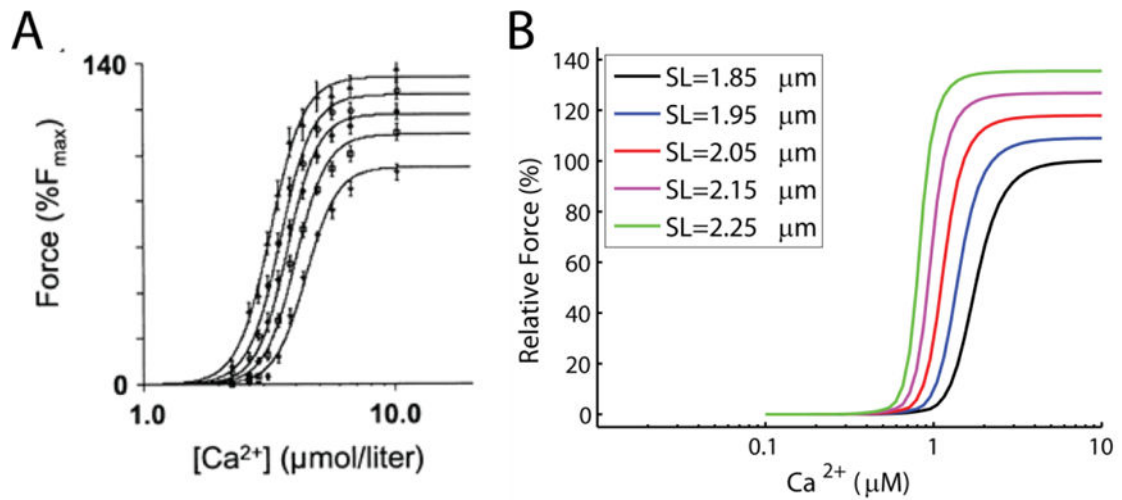 A
140
0
Force (%F max)
1.0
10.0
[Ca²⁺] (µmol/liter)
B
140
120
100
80
60
40
20
0
Relative Force (%)
SL=1.85 µm
SL=1.95 µm
SL=2.05 µm
SL=2.15 µm
SL=2.25 µm
0.1
1
10
Ca ²⁺ (µM)